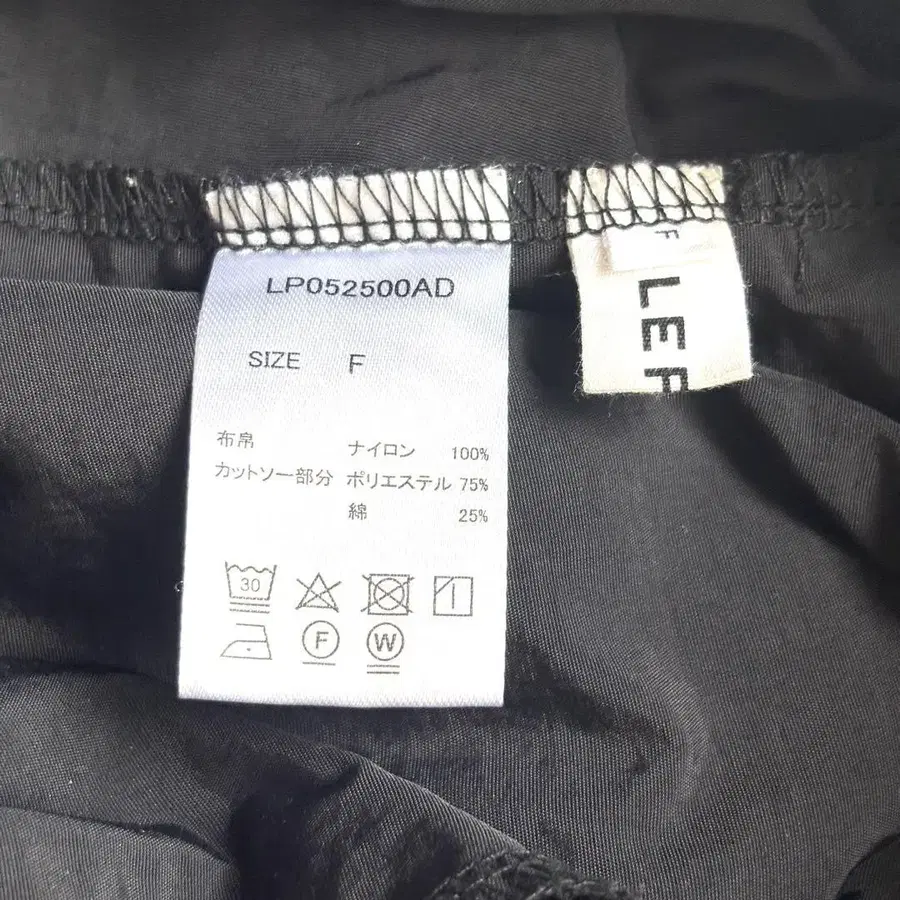 LP052500AD
SIZE F
布帛 ナイロン 100%
カットソー部分 ポリエステル 75%
綿 25%
30
F
W
F
LEF